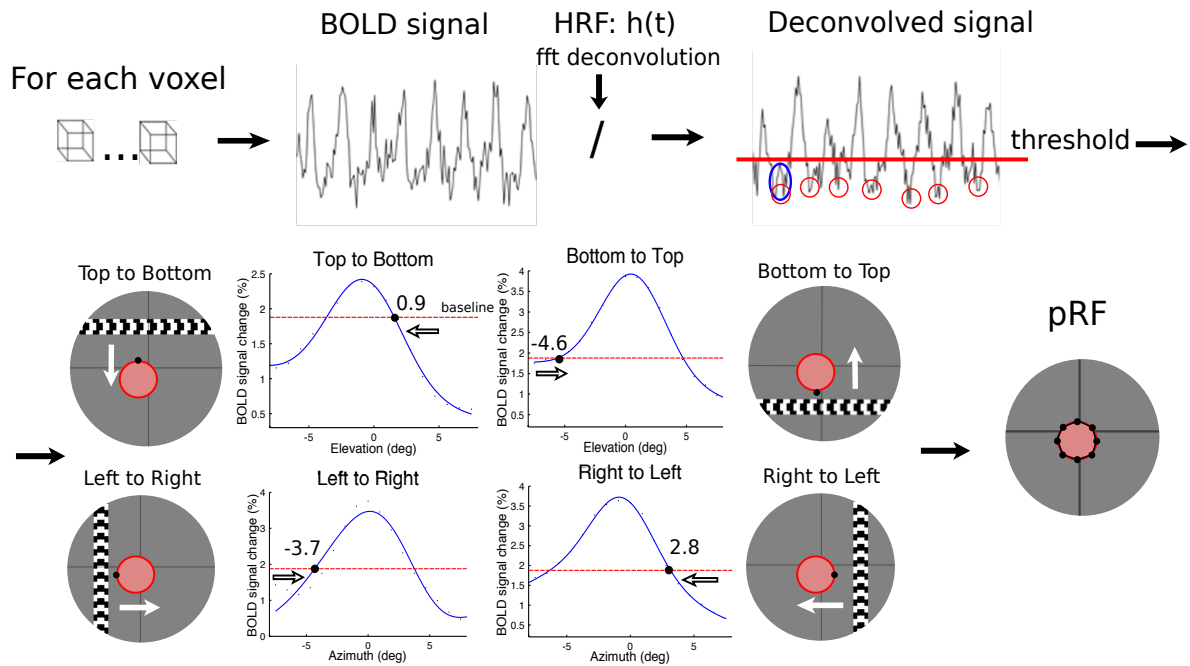 For each voxel
...
BOLD signal
HRF: h(t)
fft deconvolution
/
Deconvolved signal
threshold
Top to Bottom
Top to Bottom
BOLD signal change (%)
2.5
2
1.5
1
0.5
0.9
baseline
-5
0
5
Elevation (deg)
Bottom to Top
BOLD signal change (%)
4
3.5
3
2.5
2
1.5
1
0.5
-4.6
-5
0
5
Elevation (deg)
Bottom to Top
pRF
Left to Right
Left to Right
BOLD signal change (%)
4
3
2
1
0
-3.7
-5
0
5
Azimuth (deg)
Right to Left
BOLD signal change (%)
4
3.5
3
2.5
2
1.5
1
0.5
2.8
-5
0
5
Azimuth (deg)
Right to Left